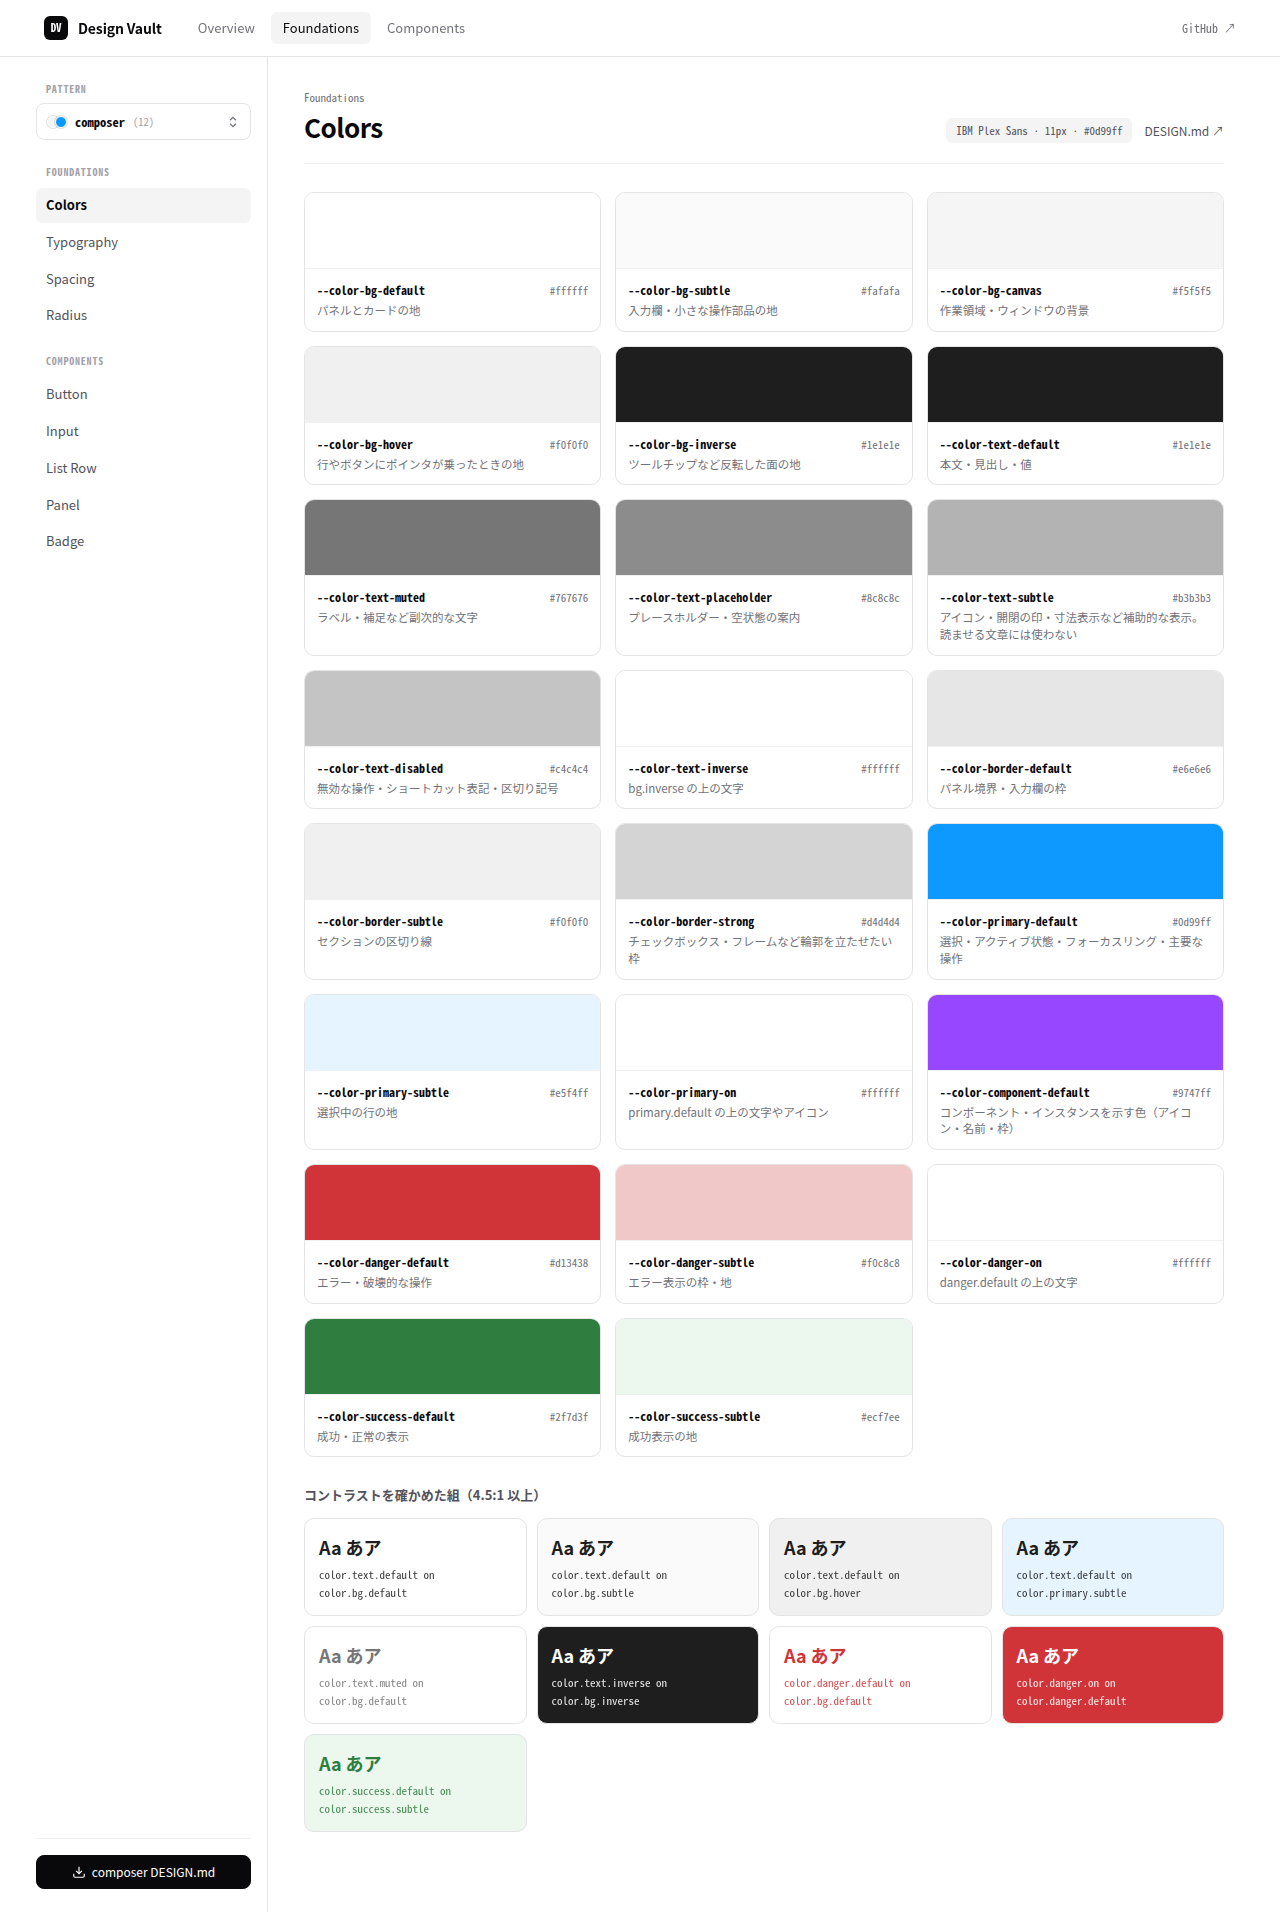 DV Design Vault Overview Foundations Components GitHub ↗
PATTERN
composer (12)
FOUNDATIONS
Colors
Typography
Spacing
Radius
COMPONENTS
Button
Input
List Row
Panel
Badge
composer DESIGN.md
Foundations
Colors
IBM Plex Sans · 11px · #0d99ff DESIGN.md ↗
--color-bg-default #ffffff
パネルとカードの地
--color-bg-subtle #fafafa
入力欄・小さな操作部品の地
--color-bg-canvas #f5f5f5
作業領域・ウィンドウの背景
--color-bg-hover #f0f0f0
行やボタンにポインタが乗ったときの地
--color-bg-inverse #1e1e1e
ツールチップなど反転した面の地
--color-text-default #1e1e1e
本文・見出し・値
--color-text-muted #767676
ラベル・補足など副次的な文字
--color-text-placeholder #8c8c8c
プレースホルダー・空状態の案内
--color-text-subtle #b3b3b3
アイコン・開閉の印・寸法表示など補助的な表示。
読ませる文章には使わない
--color-text-disabled #c4c4c4
無効な操作・ショートカット表記・区切り記号
--color-text-inverse #ffffff
bg.inverse の上の文字
--color-border-default #e6e6e6
パネル境界・入力欄の枠
--color-border-subtle #f0f0f0
セクションの区切り線
--color-border-strong #d4d4d4
チェックボックス・フレームなど輪郭を立たせたい
枠
--color-primary-default #0d99ff
選択・アクティブ状態・フォーカスリング・主要な
操作
--color-primary-subtle #e5f4ff
選択中の行の地
--color-primary-on #ffffff
primary.default の上の文字やアイコン
--color-component-default #9747ff
コンポーネント・インスタンスを示す色（アイコ
ン・名前・枠）
--color-danger-default #d13438
エラー・破壊的な操作
--color-danger-subtle #f0c8c8
エラー表示の枠・地
--color-danger-on #ffffff
danger.default の上の文字
--color-success-default #2f7d3f
成功・正常の表示
--color-success-subtle #ecf7ee
成功表示の地
コントラストを確かめた組（4.5:1 以上）
Aa あア
color.text.default on
color.bg.default
Aa あア
color.text.default on
color.bg.subtle
Aa あア
color.text.default on
color.bg.hover
Aa あア
color.text.default on
color.primary.subtle
Aa あア
color.text.muted on
color.bg.default
Aa あア
color.text.inverse on
color.bg.inverse
Aa あア
color.danger.default on
color.bg.default
Aa あア
color.danger.on on
color.danger.default
Aa あア
color.success.default on
color.success.subtle